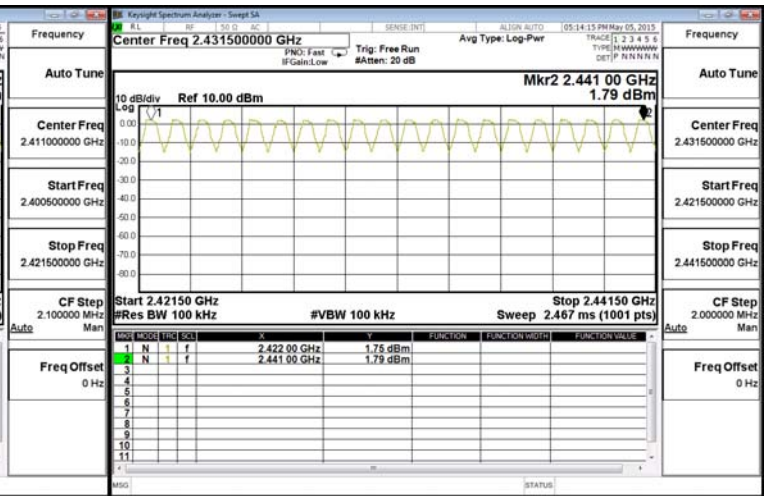 Frequency
Auto Tune
Center Freq
2.411000000 GHz
Start Freq
2.400500000 GHz
Stop Freq
2.421500000 GHz
CF Step
2.100000 MHz
Auto Man
Freq Offset
0 Hz
Keysight Spectrum Analyzer - Swept SA
RL RF 50 Ω AC SENSE:INT ALIGN AUTO 05:14:15 PM May 05, 2015
Center Freq 2.431500000 GHz
PNO: Fast
IFGain:Low
Trig: Free Run
#Atten: 20 dB
Avg Type: Log-Pwr
TRACE 1 2 3 4 5 6
TYPE M WWWWW
DET P NNNNN
Mkr2 2.441 00 GHz
1.79 dBm
10 dB/div Ref 10.00 dBm
Log
1
2
0.00
-10.0
-20.0
-30.0
-40.0
-50.0
-60.0
-70.0
-80.0
Start 2.42150 GHz
Stop 2.44150 GHz
#Res BW 100 kHz #VBW 100 kHz Sweep 2.467 ms (1001 pts)
MKR MODE TRC SCL X Y FUNCTION FUNCTION WIDTH FUNCTION VALUE
1 N 1 f 2.422 00 GHz 1.75 dBm
2 N 1 f 2.441 00 GHz 1.79 dBm
3
4
5
6
7
8
9
10
11
MSG STATUS
Frequency
Auto Tune
Center Freq
2.431500000 GHz
Start Freq
2.421500000 GHz
Stop Freq
2.441500000 GHz
CF Step
2.000000 MHz
Auto Man
Freq Offset
0 Hz